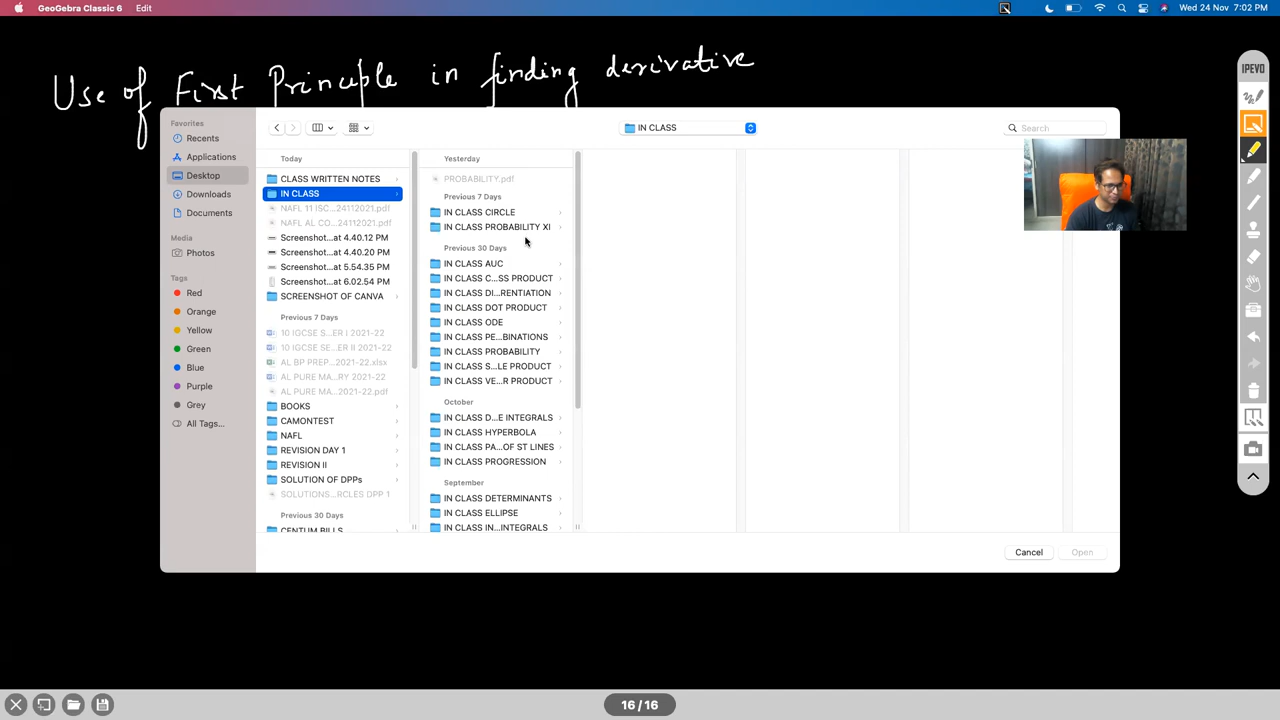 GeoGebra Classic 6 Edit Wed 24 Nov 7:02 PM
Use of First Principle in finding derivative
IPEVO
Favorites
Recents
Applications
Desktop
Downloads
Documents
Media
Photos
Tags
Red
Orange
Yellow
Green
Blue
Purple
Grey
All Tags...
IN CLASS
Search
Today
CLASS WRITTEN NOTES
IN CLASS
NAFL 11 ISC...24112021.pdf
NAFL AL CO...24112021.pdf
Screenshot...at 4.40.12 PM
Screenshot...at 4.40.20 PM
Screenshot...at 5.54.35 PM
Screenshot...at 6.02.54 PM
SCREENSHOT OF CANVA
Previous 7 Days
10 IGCSE S...ER I 2021-22
10 IGCSE SE...ER II 2021-22
AL BP PREP...2021-22.xlsx
AL PURE MA...RY 2021-22
AL PURE MA...2021-22.pdf
BOOKS
CAMONTEST
NAFL
REVISION DAY 1
REVISION II
SOLUTION OF DPPs
SOLUTIONS...RCLES DPP 1
Previous 30 Days
CENTUM BILLS
Yesterday
PROBABILITY.pdf
Previous 7 Days
IN CLASS CIRCLE
IN CLASS PROBABILITY XI
Previous 30 Days
IN CLASS AUC
IN CLASS C...SS PRODUCT
IN CLASS DI...RENTIATION
IN CLASS DOT PRODUCT
IN CLASS ODE
IN CLASS PE...BINATIONS
IN CLASS PROBABILITY
IN CLASS S...LE PRODUCT
IN CLASS VE...R PRODUCT
October
IN CLASS D...E INTEGRALS
IN CLASS HYPERBOLA
IN CLASS PA...OF ST LINES
IN CLASS PROGRESSION
September
IN CLASS DETERMINANTS
IN CLASS ELLIPSE
IN CLASS IN...INTEGRALS
Cancel Open
16 / 16